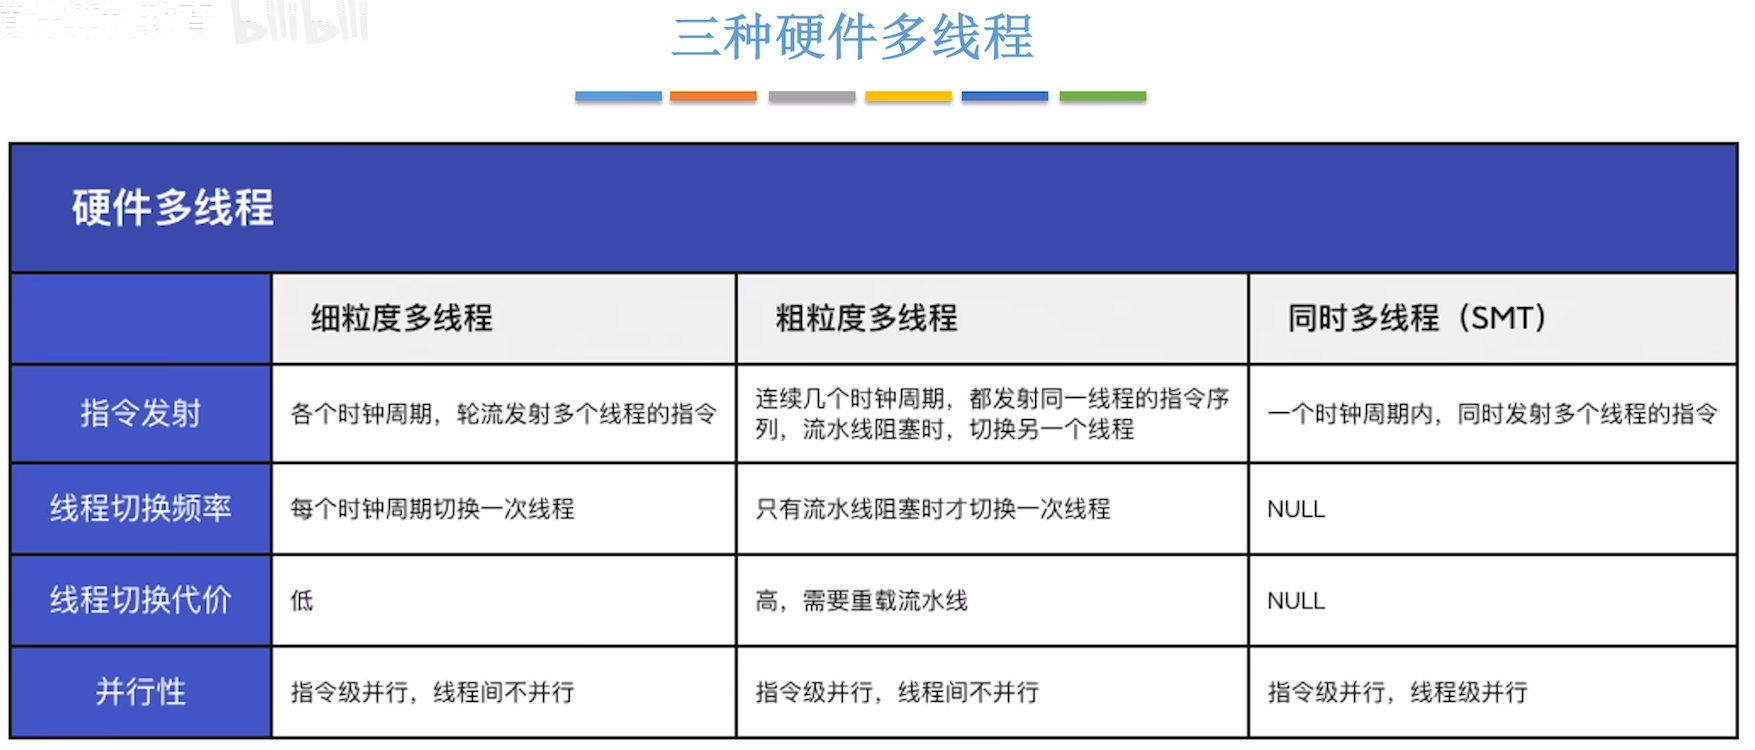 bilibili
三种硬件多线程
硬件多线程
细粒度多线程
粗粒度多线程
同时多线程（SMT）
指令发射
各个时钟周期，轮流发射多个线程的指令
连续几个时钟周期，都发射同一线程的指令序
列，流水线阻塞时，切换另一个线程
一个时钟周期内，同时发射多个线程的指令
线程切换频率
每个时钟周期切换一次线程
只有流水线阻塞时才切换一次线程
NULL
线程切换代价
低
高，需要重载流水线
NULL
并行性
指令级并行，线程间不并行
指令级并行，线程间不并行
指令级并行，线程级并行